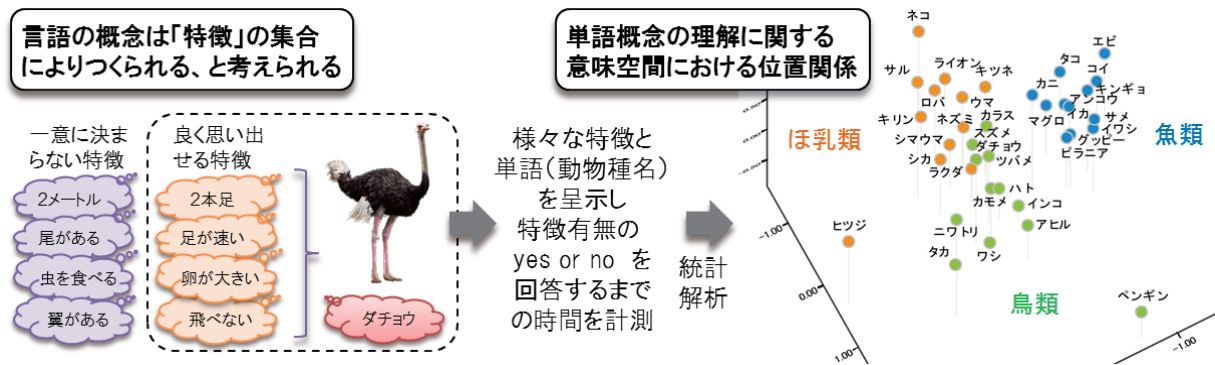 言語の概念は「特徴」の集合
によりつくられる、と考えられる
一意に決ま
らない特徴
2メートル
尾がある
虫を食べる
翼がある
良く思い出
せる特徴
2本足
足が速い
卵が大きい
飛べない
ダチョウ
様々な特徴と
単語(動物種名)
を呈示し
特徴有無の
yes or no を
回答するまで
の時間を計測
統計
解析
単語概念の理解に関する
意味空間における位置関係
ほ乳類
魚類
鳥類
ネコ
サル
ライオン
キツネ
ロバ
ウマ
キリン
ネズミ
カラス
シマウマ
スズメ
ダチョウ
シカ
ツバメ
ラクダ
ハト
カモメ
インコ
ニワトリ
アヒル
ヒツジ
タカ
ワシ
ペンギン
エビ
タコ
コイ
カニ
キンギョ
アンコウ
マグロ
イカ
サメ
イワシ
グッピー
ピラニア
-1.00
0.00
1.00
-1.00